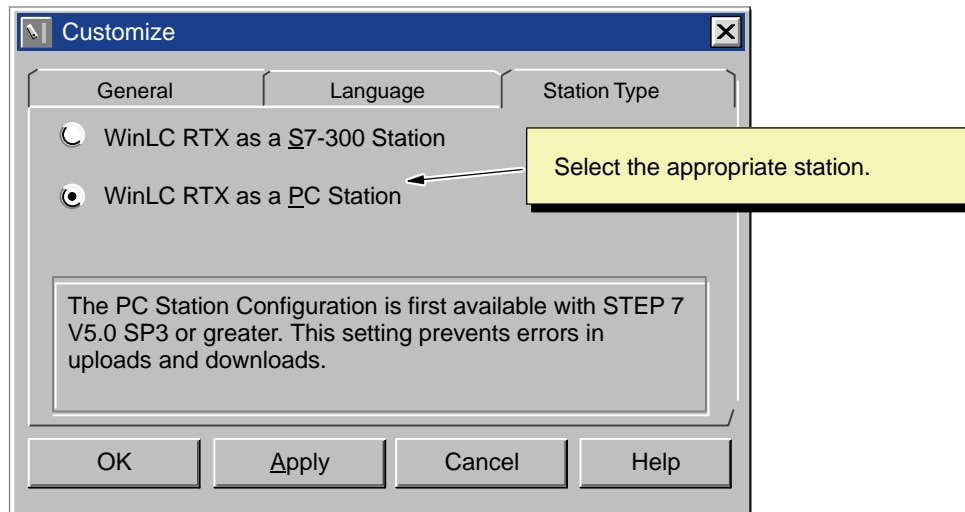 Customize
General
Language
Station Type
WinLC RTX as a S7-300 Station
WinLC RTX as a PC Station
Select the appropriate station.
The PC Station Configuration is first available with STEP 7
V5.0 SP3 or greater. This setting prevents errors in
uploads and downloads.
OK
Apply
Cancel
Help